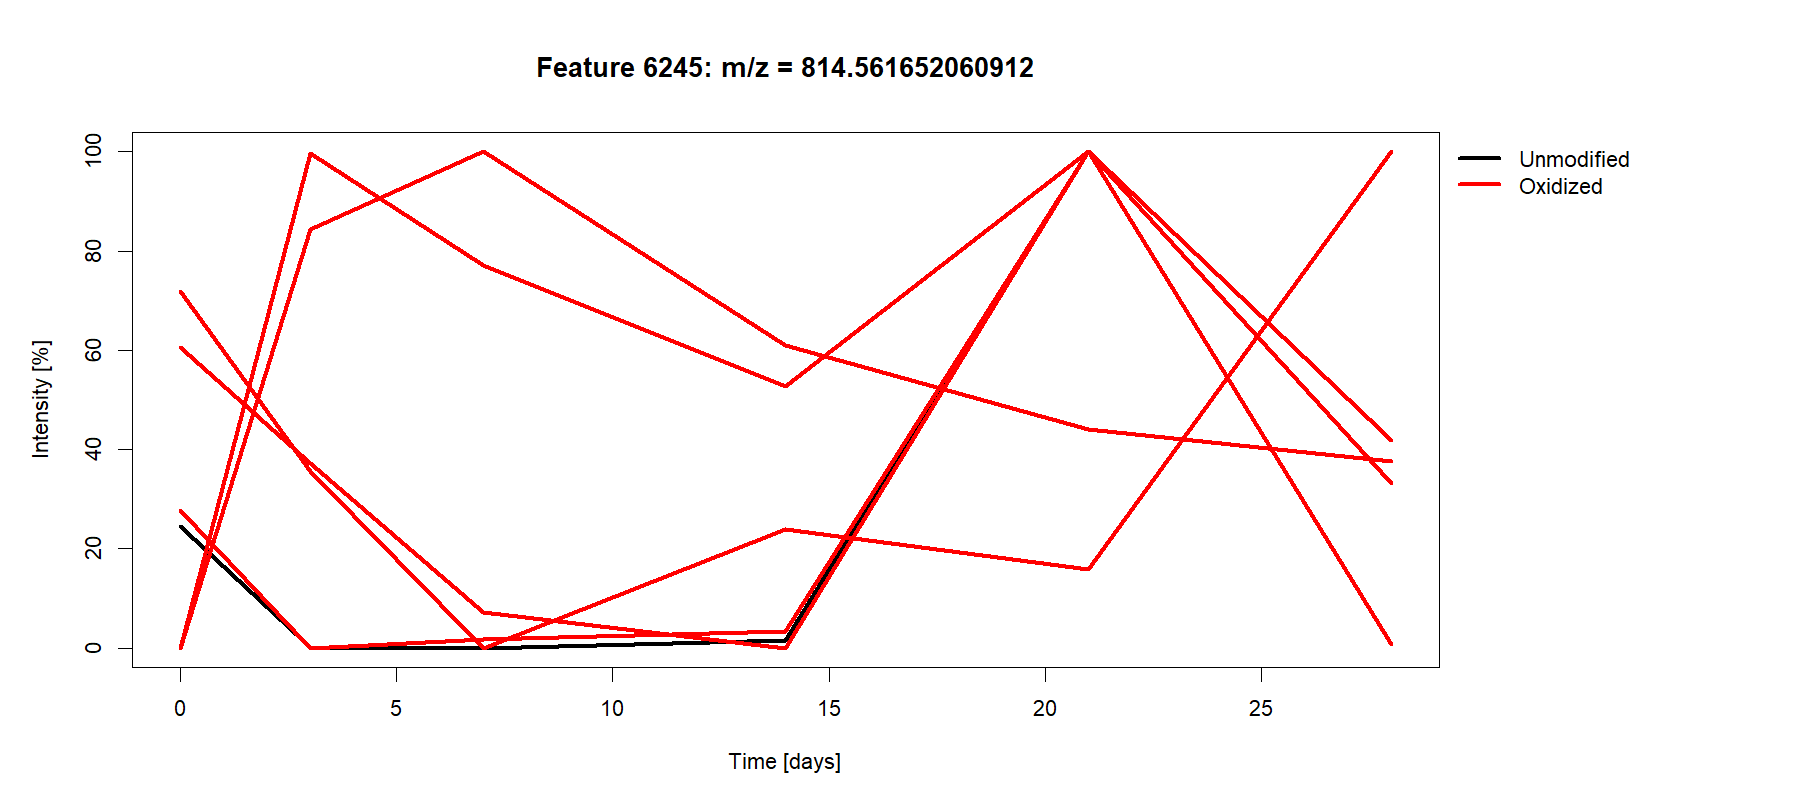 Feature 6245: m/z = 814.561652060912
Unmodified
Oxidized
100
80
60
40
20
0
Intensity [%]
0 5 10 15 20 25
Time [days]